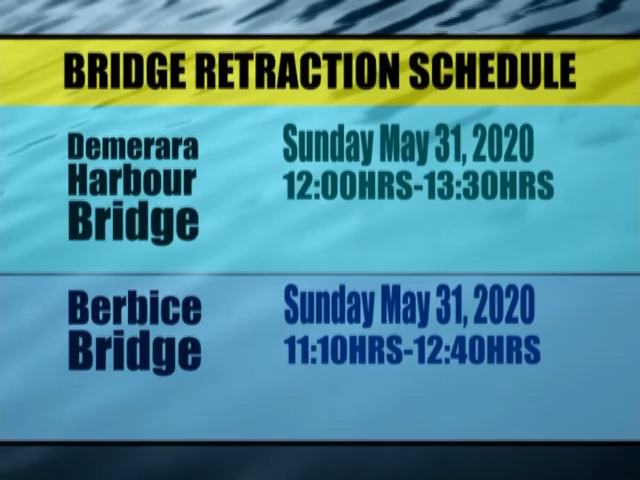 BRIDGE RETRACTION SCHEDULE
Demerara
Harbour
Bridge
Sunday May 31, 2020
12:00HRS-13:30HRS
Berbice
Bridge
Sunday May 31, 2020
11:10HRS-12:40HRS